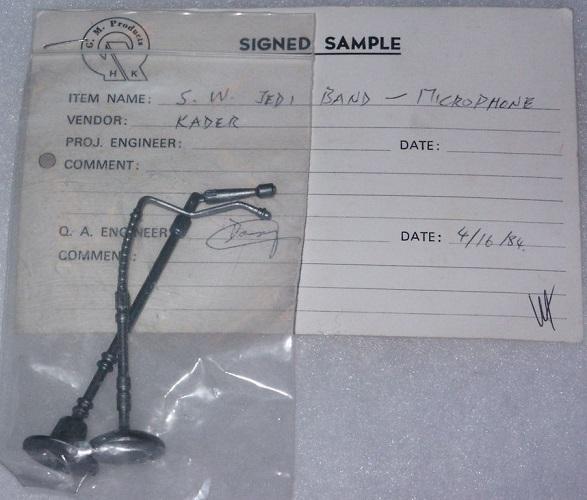 G. M. Products
H K
SIGNED SAMPLE
ITEM NAME: S. W. JEDI BAND – MICROPHONE
VENDOR: KADER
PROJ. ENGINEER: DATE:
COMMENT:
Q. A. ENGINEER DATE: 4/16/84
COMMENT: